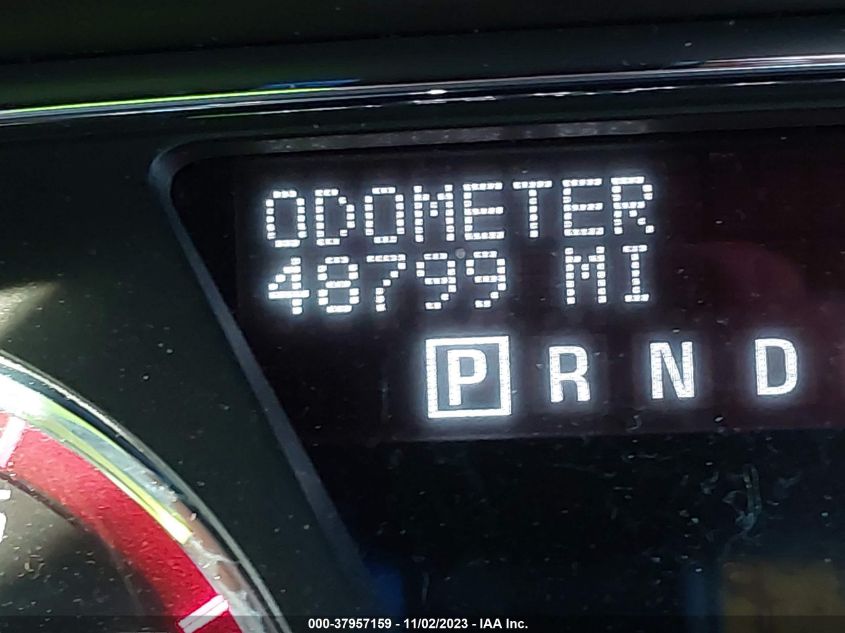 ODOMETER
48799 MI
P R N D
000-37957159 - 11/02/2023 - IAA Inc.